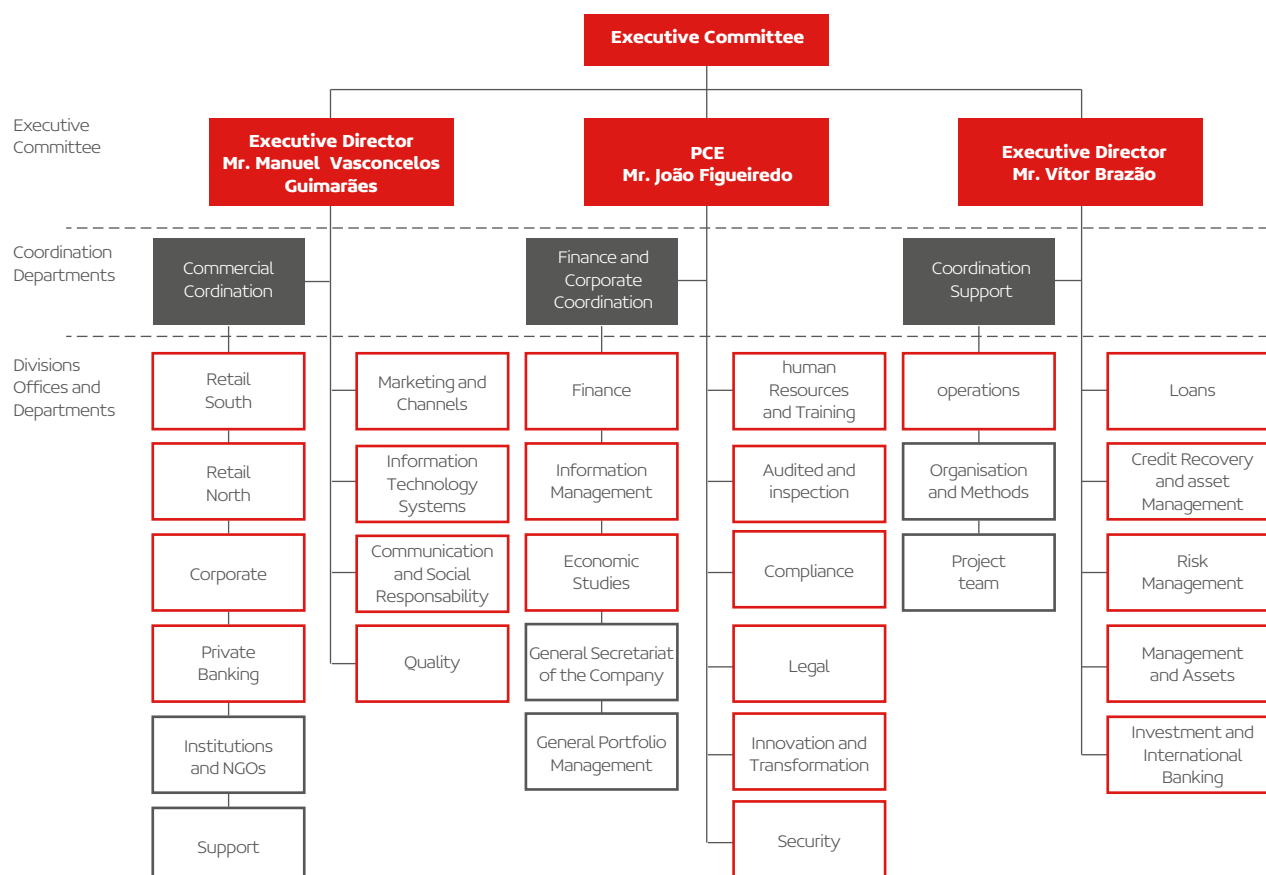 Executive Committee
Executive
Committee
Executive Director
Mr. Manuel Vasconcelos
Guimarães
PCE
Mr. João Figueiredo
Executive Director
Mr. Vítor Brazão
Coordination
Departments
Commercial
Cordination
Finance and
Corporate
Coordination
Coordination
Support
Divisions
Offices and
Departments
Retail
South
Retail
North
Corporate
Private
Banking
Institutions
and NGOs
Support
Marketing and
Channels
Information
Technology
Systems
Communication
and Social
Responsability
Quality
Finance
Information
Management
Economic
Studies
General Secretariat
of the Company
General Portfolio
Management
human
Resources
and Training
Audited and
inspection
Compliance
Legal
Innovation and
Transformation
Security
operations
Organisation
and Methods
Project
team
Loans
Credit Recovery
and asset
Management
Risk
Management
Management
and Assets
Investment and
International
Banking